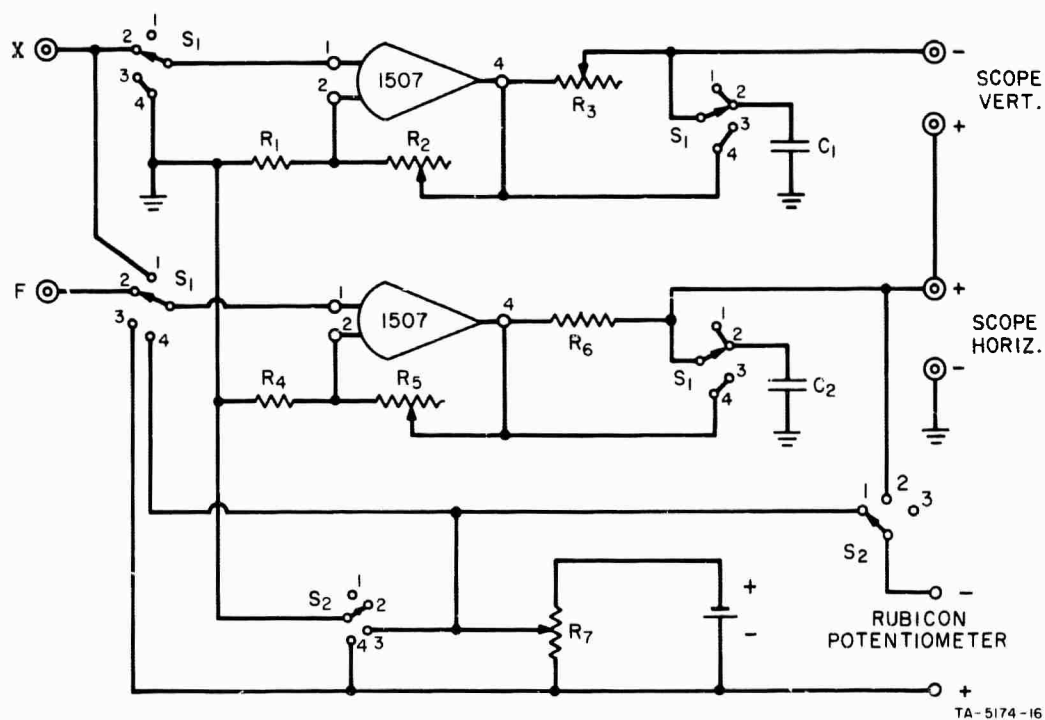 X
1
2
S1
3
4
1
2
1507
4
R3
1
2
S1
3
4
C1
-
SCOPE
VERT.
+
R1
R2
F
1
2
S1
3
4
1
2
1507
4
R6
1
2
S1
3
4
C2
+
SCOPE
HORIZ.
-
R4
R5
1
2
3
S2
-
RUBICON
POTENTIOMETER
+
S2
1
2
3
4
R7
+
-
TA-5174-16